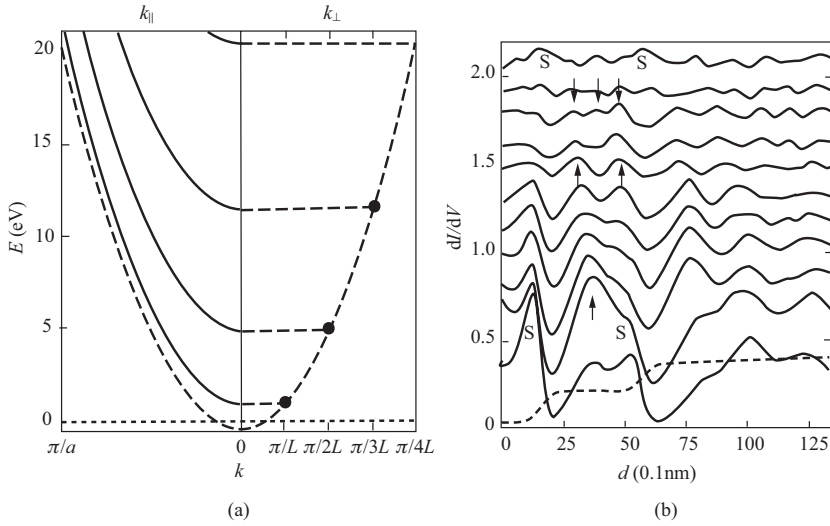 k∥ k⊥
20
15
10
5
0
E (eV)
π/a 0 π/L π/2L π/3L π/4L
k
(a)
S S
2.0
1.5
1.0
0.5
0
dI/dV
S S
0 25 50 75 100 125
d (0.1nm)
(b)